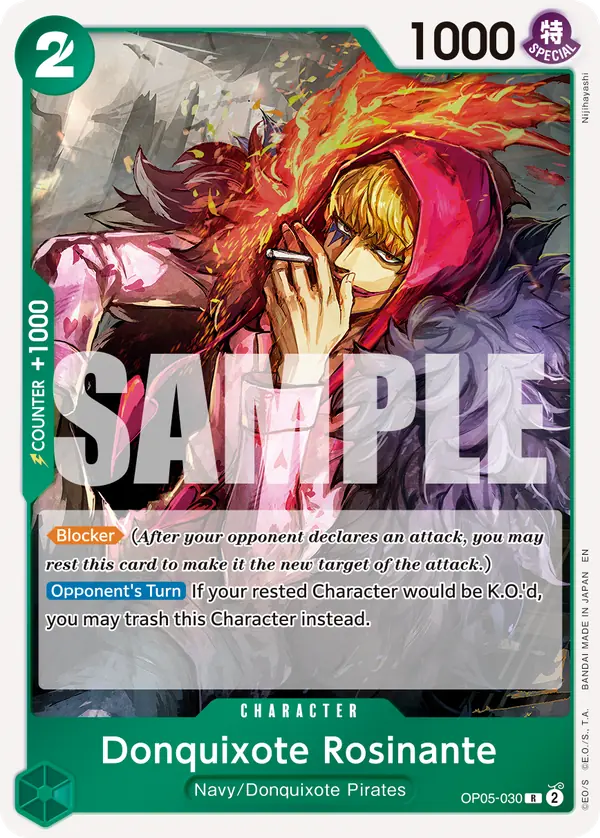 2
1000
特
SPECIAL
Nijihayashi
COUNTER +1000
SAMPLE
Blocker (After your opponent declares an attack, you may
rest this card to make it the new target of the attack.)
Opponent's Turn If your rested Character would be K.O.'d,
you may trash this Character instead.
CHARACTER
Donquixote Rosinante
Navy/Donquixote Pirates
OP05-030 R 2
©EO/S ©E.O./S., T.A. BANDAI MADE IN JAPAN EN